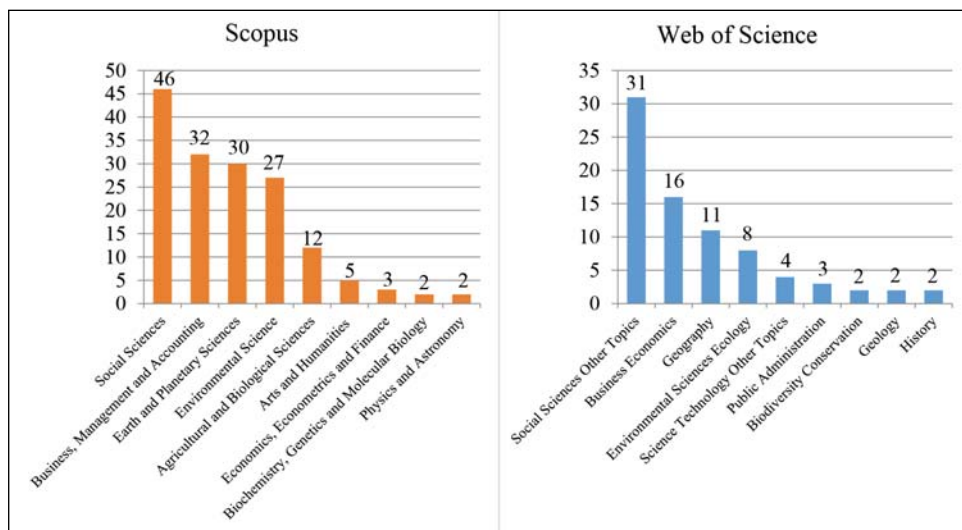 Scopus
50
45
40
35
30
25
20
15
10
5
0
46
32
30
27
12
5
3
2
2
Social Sciences
Business, Management and Accounting
Earth and Planetary Sciences
Environmental Science
Agricultural and Biological Sciences
Arts and Humanities
Economics, Econometrics and Finance
Biochemistry, Genetics and Molecular Biology
Physics and Astronomy
Web of Science
35
30
25
20
15
10
5
0
31
16
11
8
4
3
2
2
2
Social Sciences Other Topics
Business Economics
Geography
Environmental Sciences Ecology
Science Technology Other Topics
Public Administration
Biodiversity Conservation
Geology
History